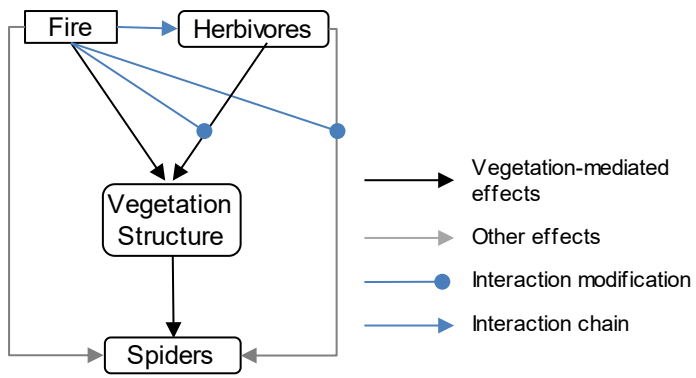 Fire
Herbivores
Vegetation
Structure
Spiders
Vegetation-mediated
effects
Other effects
Interaction modification
Interaction chain